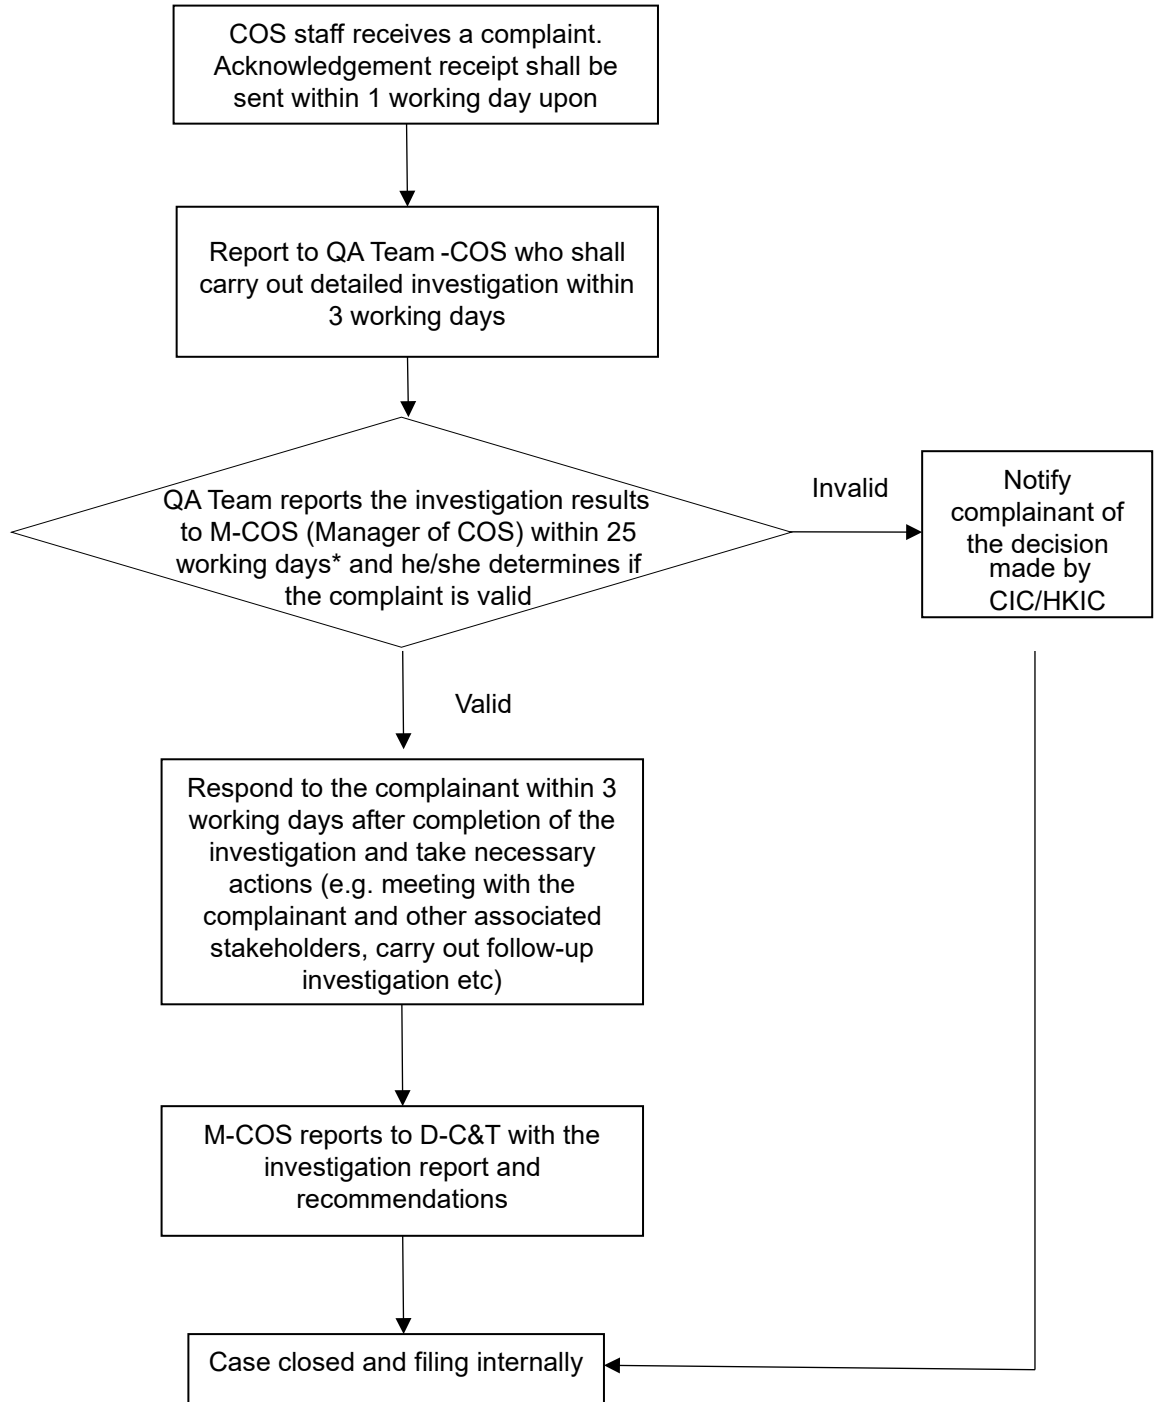 COS staff receives a complaint.
Acknowledgement receipt shall be
sent within 1 working day upon
Report to QA Team -COS who shall
carry out detailed investigation within
3 working days
QA Team reports the investigation results
to M-COS (Manager of COS) within 25
working days* and he/she determines if
the complaint is valid
Invalid
Notify
complainant of
the decision
made by
CIC/HKIC
Valid
Respond to the complainant within 3
working days after completion of the
investigation and take necessary
actions (e.g. meeting with the
complainant and other associated
stakeholders, carry out follow-up
investigation etc)
M-COS reports to D-C&T with the
investigation report and
recommendations
Case closed and filing internally